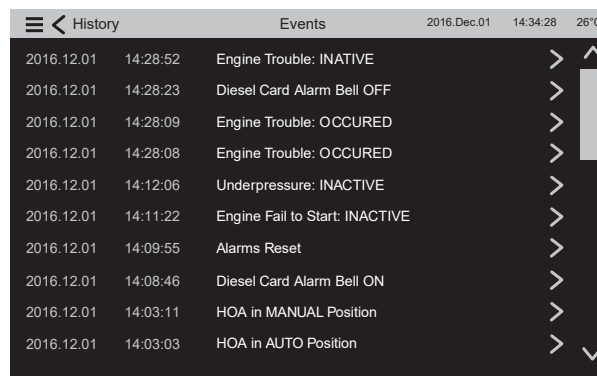 History Events 2016.Dec.01 14:34:28 26°C
2016.12.01 14:28:52 Engine Trouble: INATIVE
2016.12.01 14:28:23 Diesel Card Alarm Bell OFF
2016.12.01 14:28:09 Engine Trouble: OCCURED
2016.12.01 14:28:08 Engine Trouble: OCCURED
2016.12.01 14:12:06 Underpressure: INACTIVE
2016.12.01 14:11:22 Engine Fail to Start: INACTIVE
2016.12.01 14:09:55 Alarms Reset
2016.12.01 14:08:46 Diesel Card Alarm Bell ON
2016.12.01 14:03:11 HOA in MANUAL Position
2016.12.01 14:03:03 HOA in AUTO Position